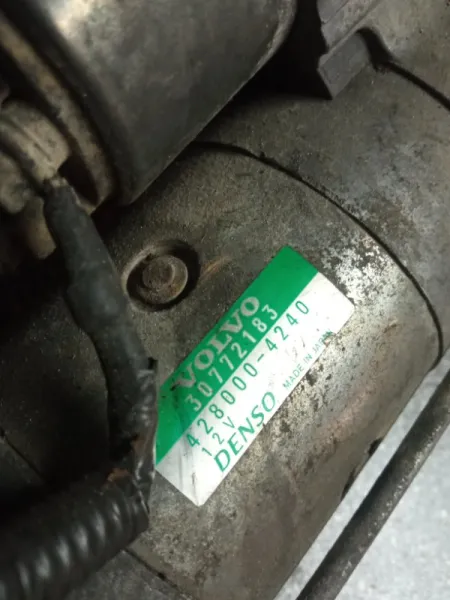 VOLVO
30772183
428000-4240
12V
DENSO MADE IN JAPAN